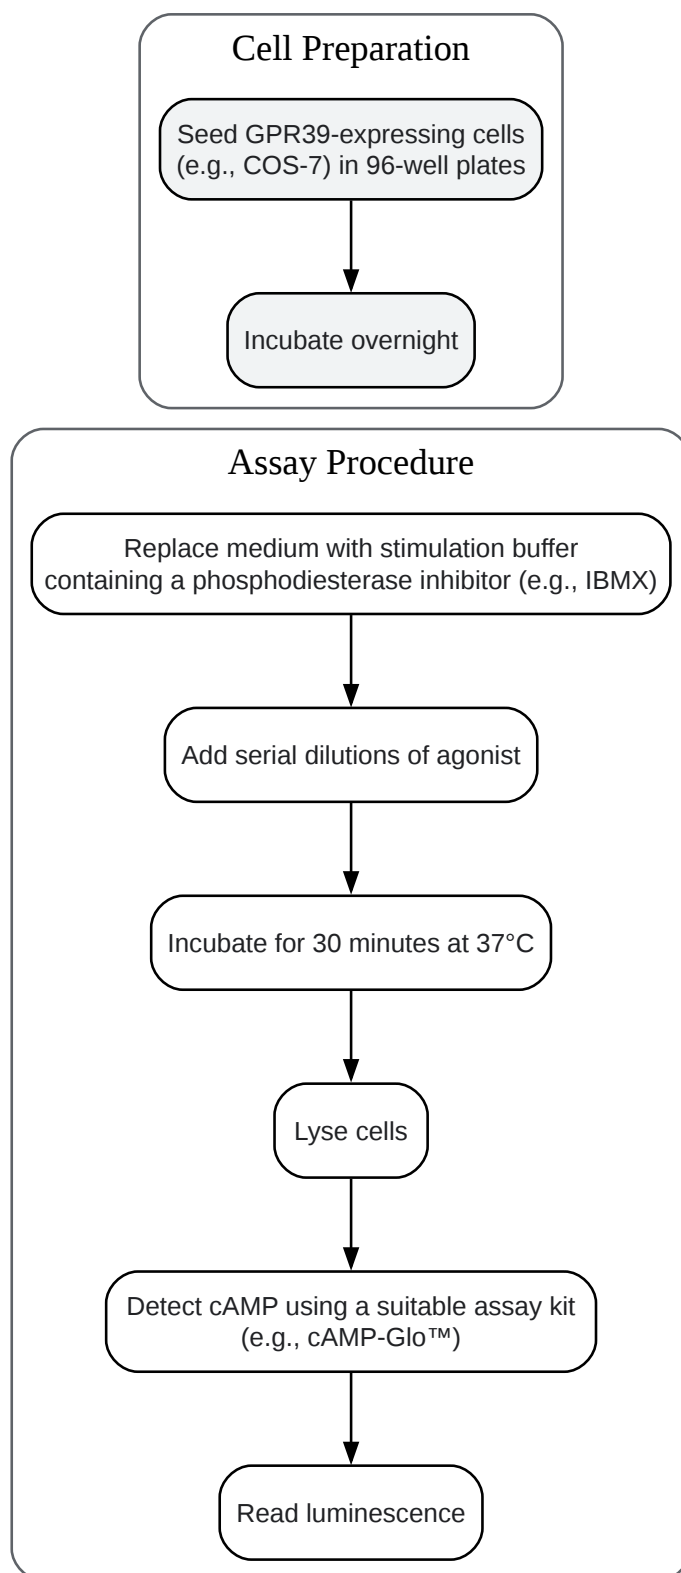 Cell Preparation
Seed GPR39-expressing cells
(e.g., COS-7) in 96-well plates
Incubate overnight
Assay Procedure
Replace medium with stimulation buffer
containing a phosphodiesterase inhibitor (e.g., IBMX)
Add serial dilutions of agonist
Incubate for 30 minutes at 37°C
Lyse cells
Detect cAMP using a suitable assay kit
(e.g., cAMP-Glo™)
Read luminescence